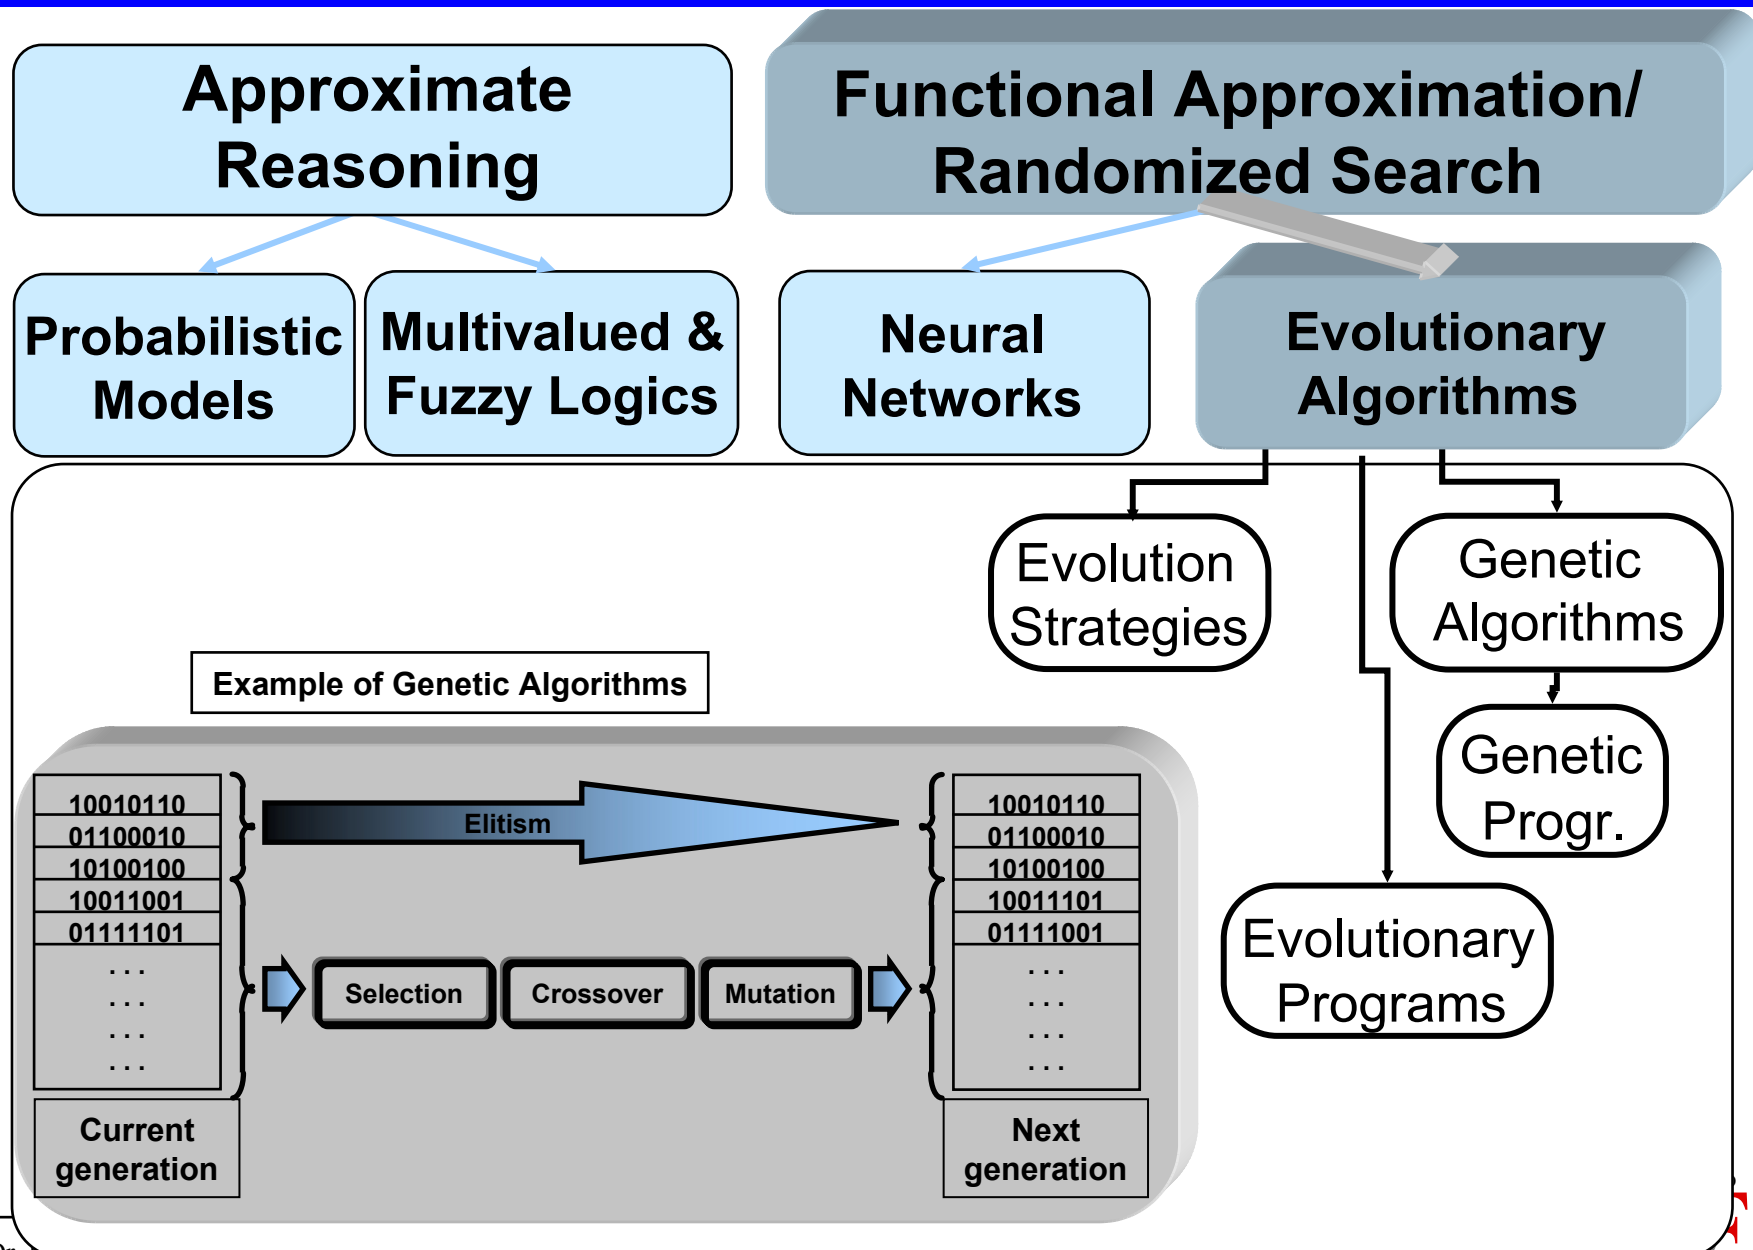 Approximate
Reasoning
Functional Approximation/
Randomized Search
Probabilistic
Models
Multivalued &
Fuzzy Logics
Neural
Networks
Evolutionary
Algorithms
Evolution
Strategies
Genetic
Algorithms
Genetic
Progr.
Evolutionary
Programs
Example of Genetic Algorithms
10010110
01100010
10100100
10011001
01111101
. . .
. . .
. . .
. . .
Current
generation
Elitism
Selection
Crossover
Mutation
10010110
01100010
10100100
10011101
01111001
. . .
. . .
. . .
. . .
Next
generation